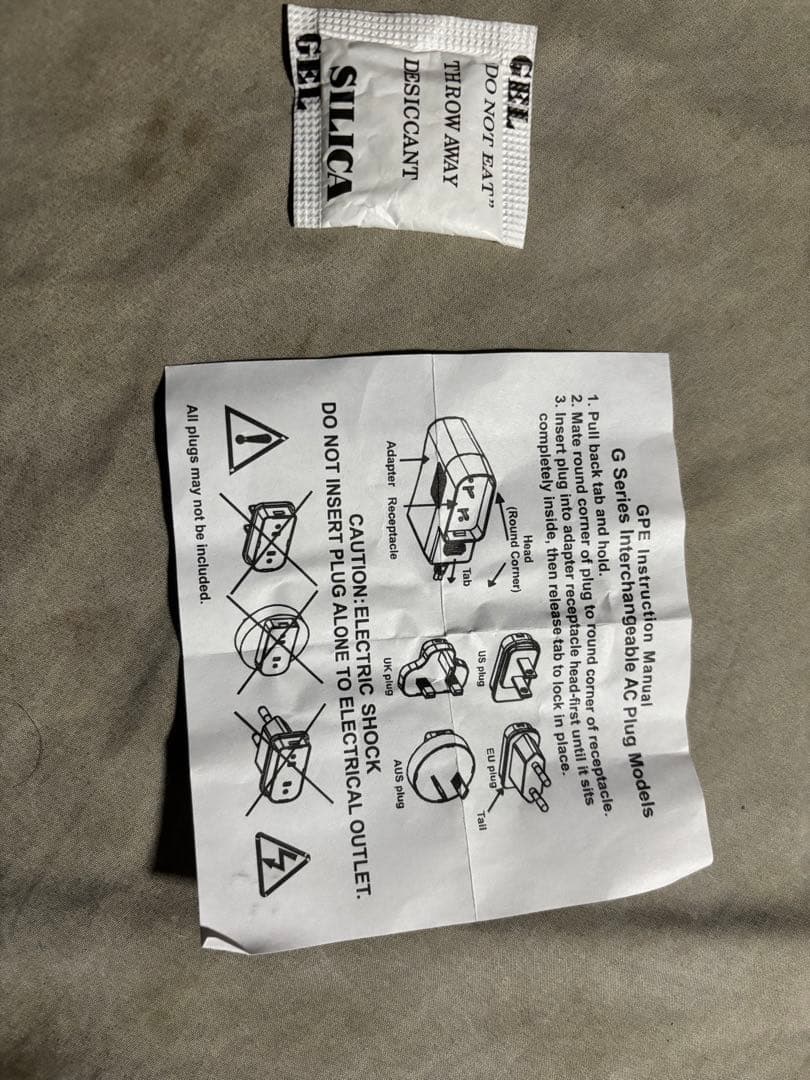 GEL
DO NOT EAT"
THROW AWAY
DESICCANT
SILICA
GEL
GPE Instruction Manual
G Series Interchangeable AC Plug Models
1. Pull back tab and hold.
2. Mate round corner of plug to round corner of receptacle.
3. Insert plug into adapter receptacle head-first until it sits
completely inside, then release tab to lock in place.
Head
(Round Corner)
Tab
Adapter Receptacle
US plug
EU plug
Tail
UK plug
AUS plug
CAUTION: ELECTRIC SHOCK
DO NOT INSERT PLUG ALONE TO ELECTRICAL OUTLET.
All plugs may not be included.